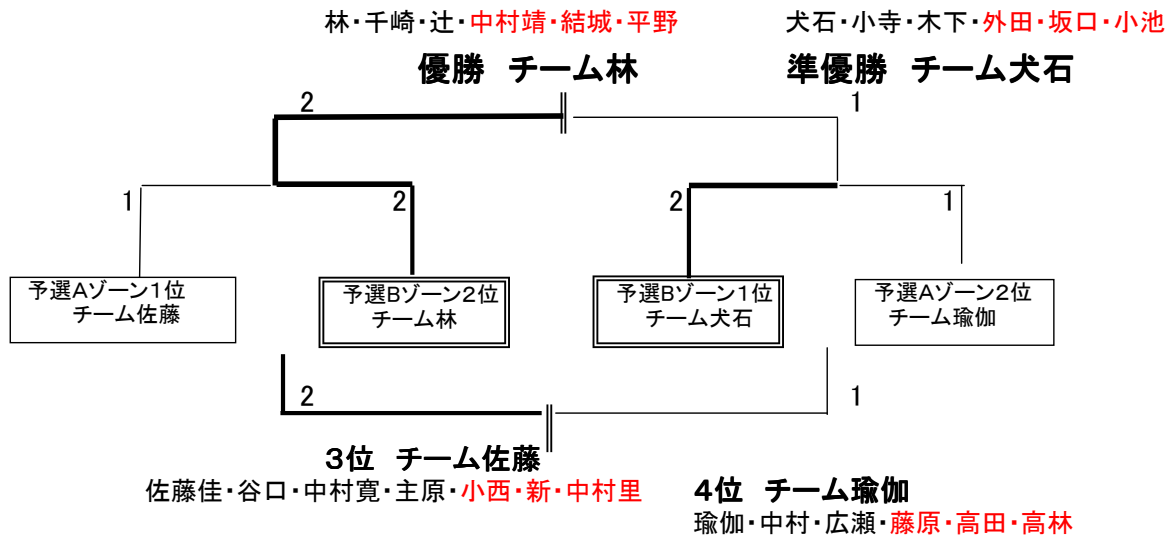 林・千崎・辻・中村靖・結城・平野
犬石・小寺・木下・外田・坂口・小池
優勝　チーム林
準優勝　チーム犬石
2
1
1
2
2
1
予選Aゾーン1位
チーム佐藤
予選Bゾーン2位
チーム林
予選Bゾーン1位
チーム犬石
予選Aゾーン2位
チーム瑜伽
2
1
3位　チーム佐藤
佐藤佳・谷口・中村寛・主原・小西・新・中村里
4位　チーム瑜伽
瑜伽・中村・広瀬・藤原・高田・高林